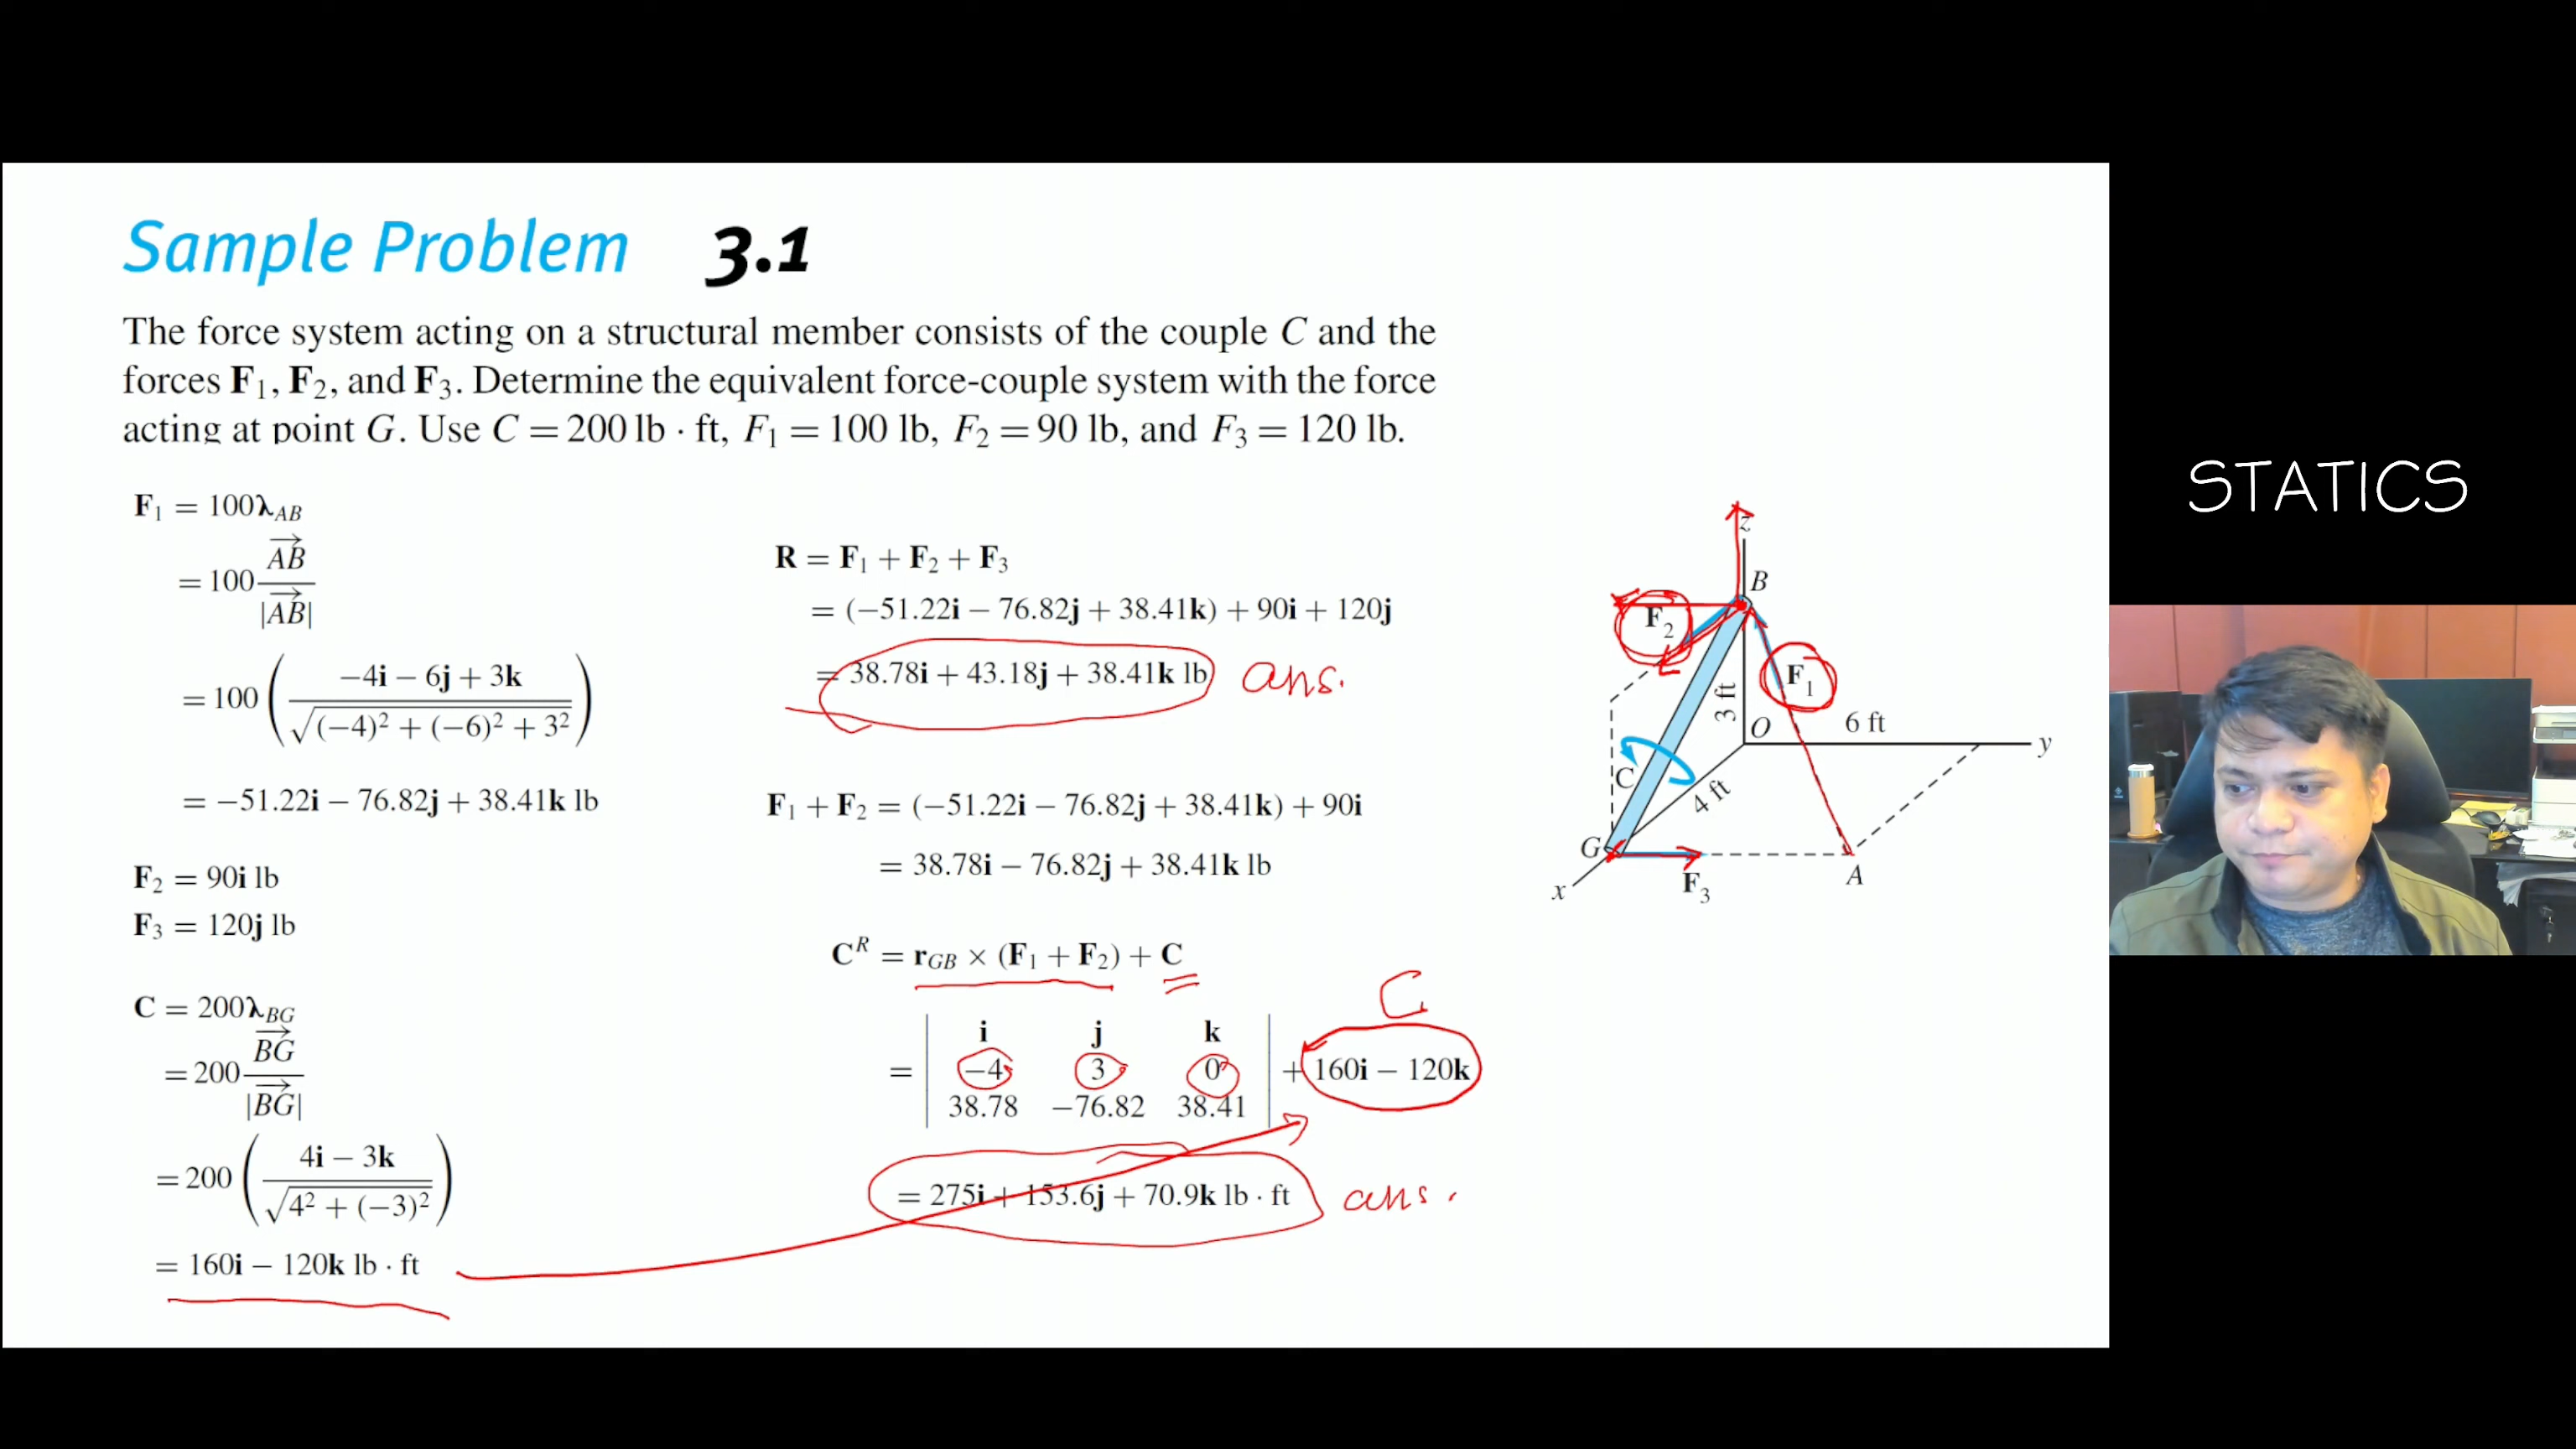 Sample Problem 3.1
The force system acting on a structural member consists of the couple C and the
forces F₁, F₂, and F₃. Determine the equivalent force-couple system with the force
acting at point G. Use C = 200 lb · ft, F₁ = 100 lb, F₂ = 90 lb, and F₃ = 120 lb.
F₁ = 100λ_AB
= 100 AB/|AB|
= 100 ( (−4i − 6j + 3k) / √((−4)² + (−6)² + 3²) )
= −51.22i − 76.82j + 38.41k lb
F₂ = 90i lb
F₃ = 120j lb
C = 200λ_BG
= 200 BG/|BG|
= 200 ( (4i − 3k) / √(4² + (−3)²) )
= 160i − 120k lb · ft
R = F₁ + F₂ + F₃
= (−51.22i − 76.82j + 38.41k) + 90i + 120j
= 38.78i + 43.18j + 38.41k lb ans.
F₁ + F₂ = (−51.22i − 76.82j + 38.41k) + 90i
= 38.78i − 76.82j + 38.41k lb
Cᴿ = r_GB × (F₁ + F₂) + C
C
i j k
= −4 3 0 + 160i − 120k
38.78 −76.82 38.41
= 275i + 153.6j + 70.9k lb · ft ans.
z
B
F₂
F₁
3 ft
O
6 ft
y
C
4 ft
G
x
F₃
A
STATICS